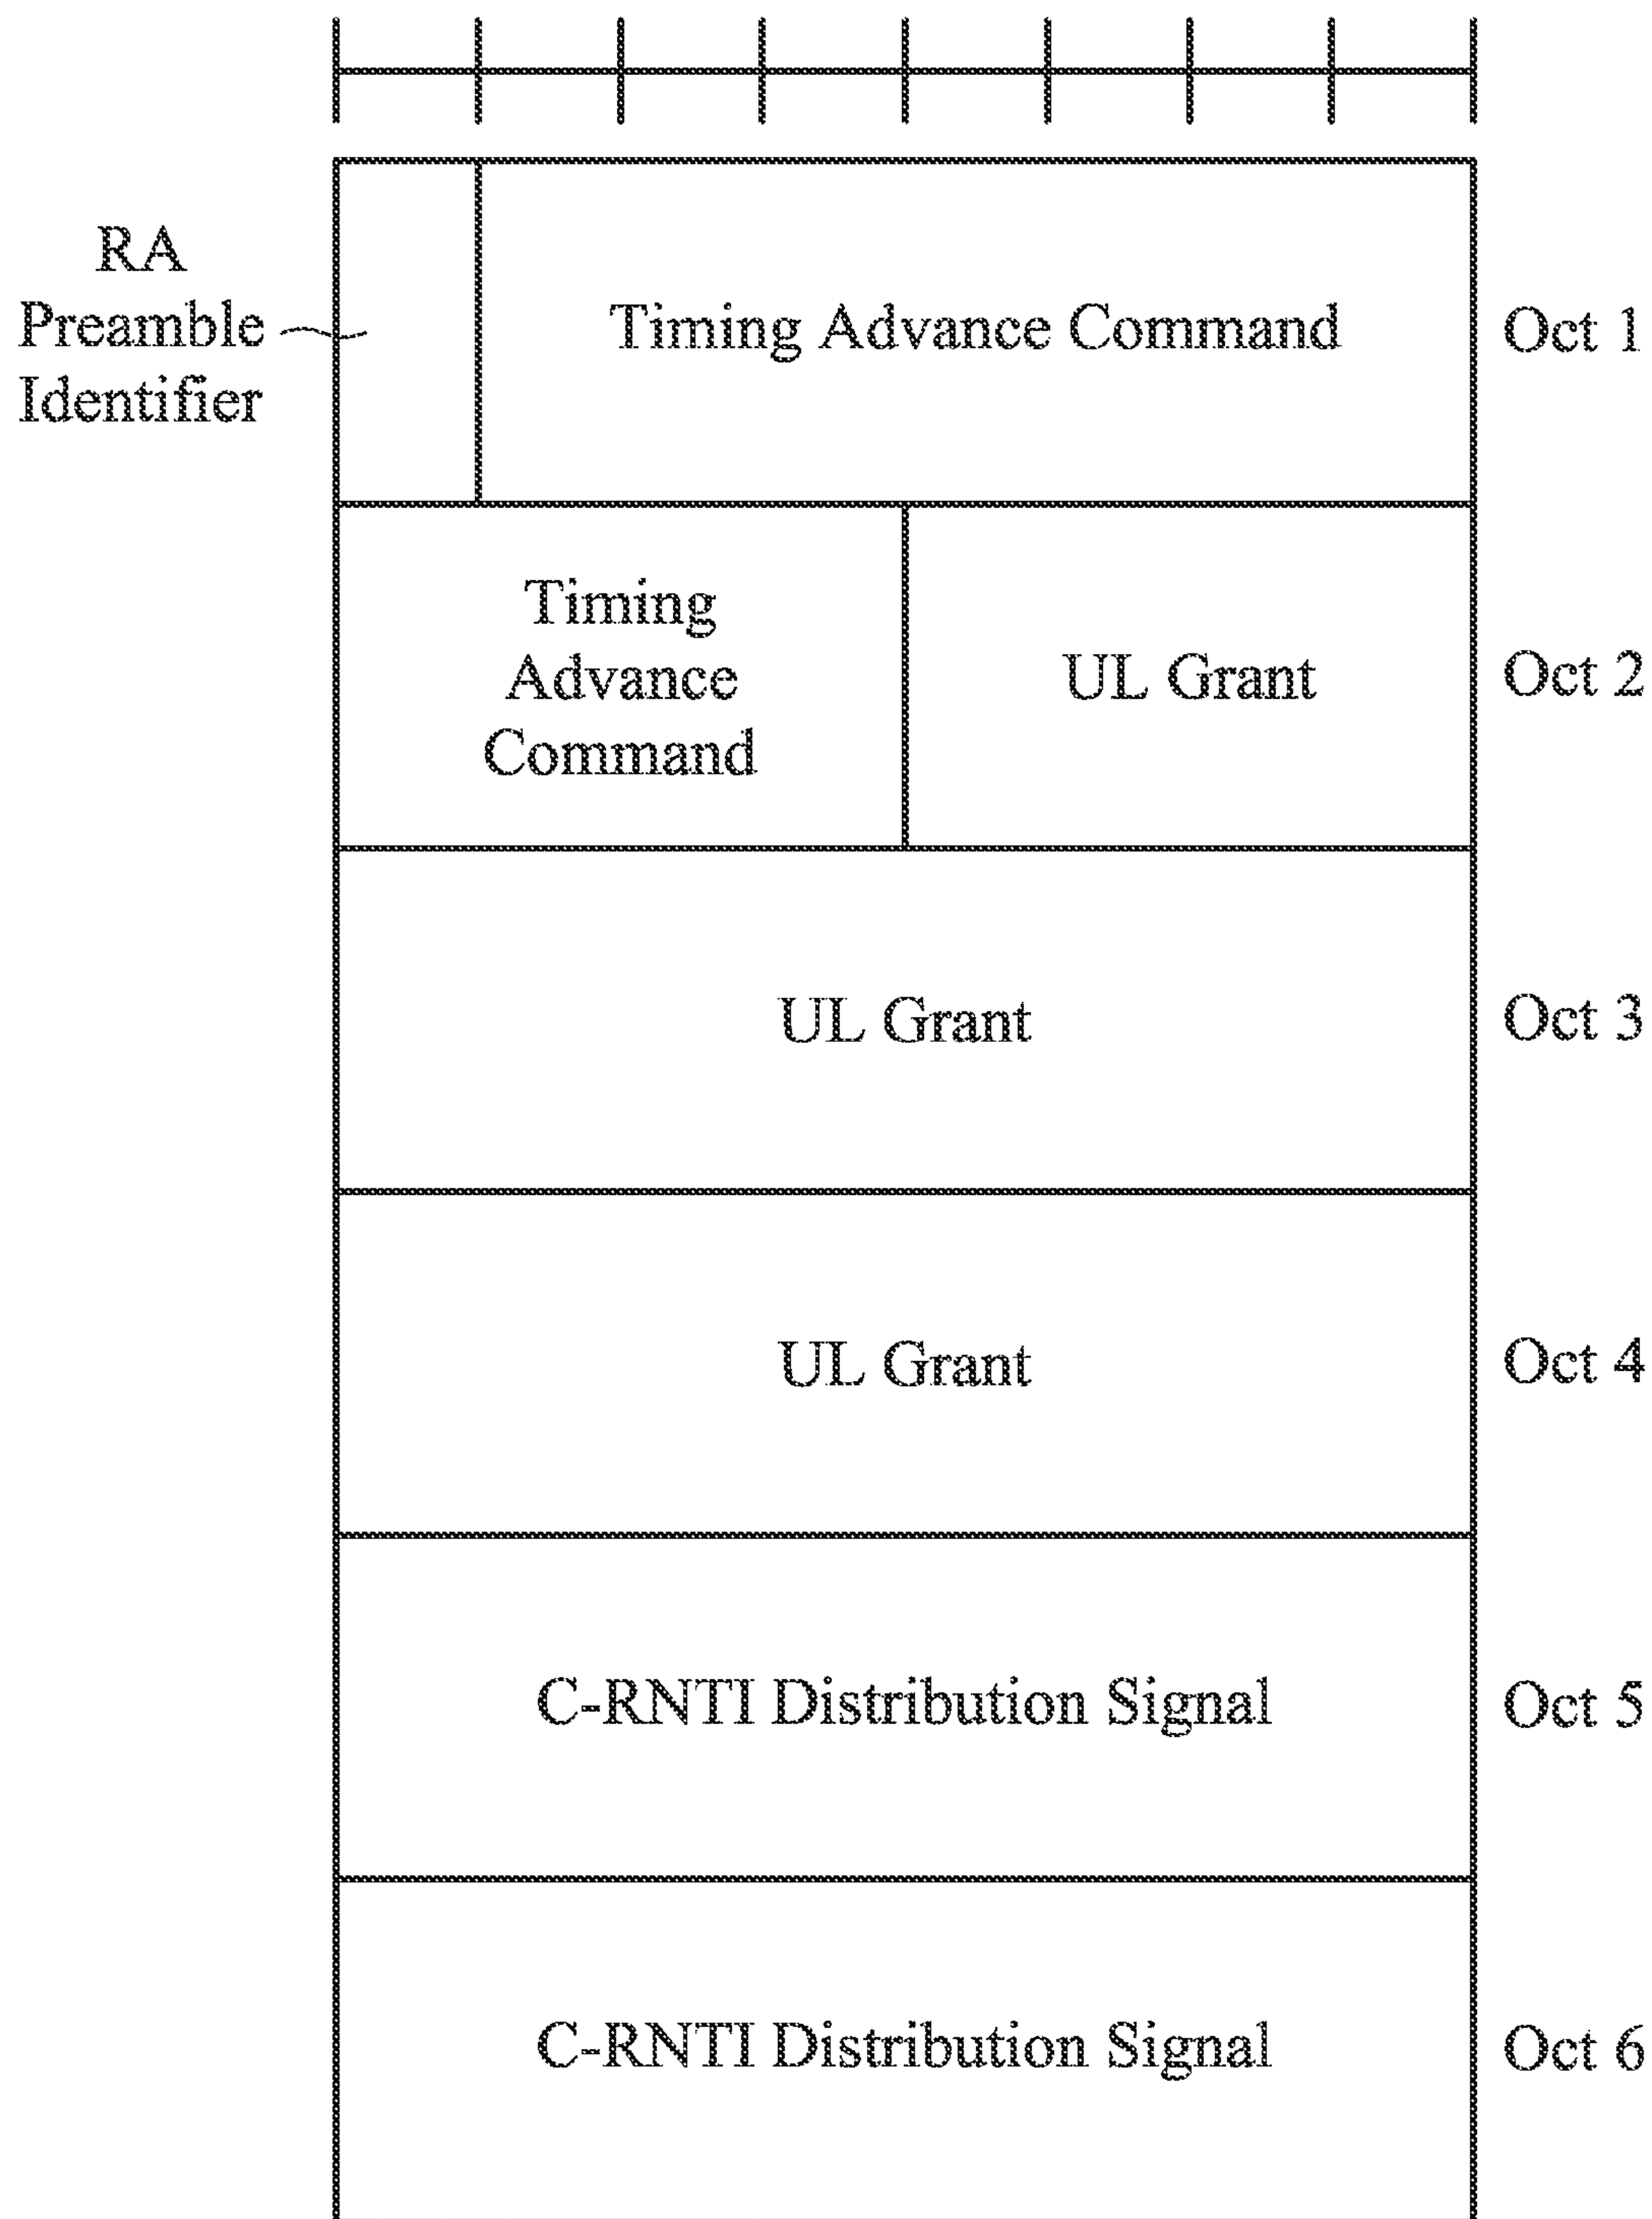 RA
Preamble
Identifier
Timing Advance Command
Oct 1
Timing
Advance
Command
UL Grant
Oct 2
UL Grant
Oct 3
UL Grant
Oct 4
C-RNTI Distribution Signal
Oct 5
C-RNTI Distribution Signal
Oct 6